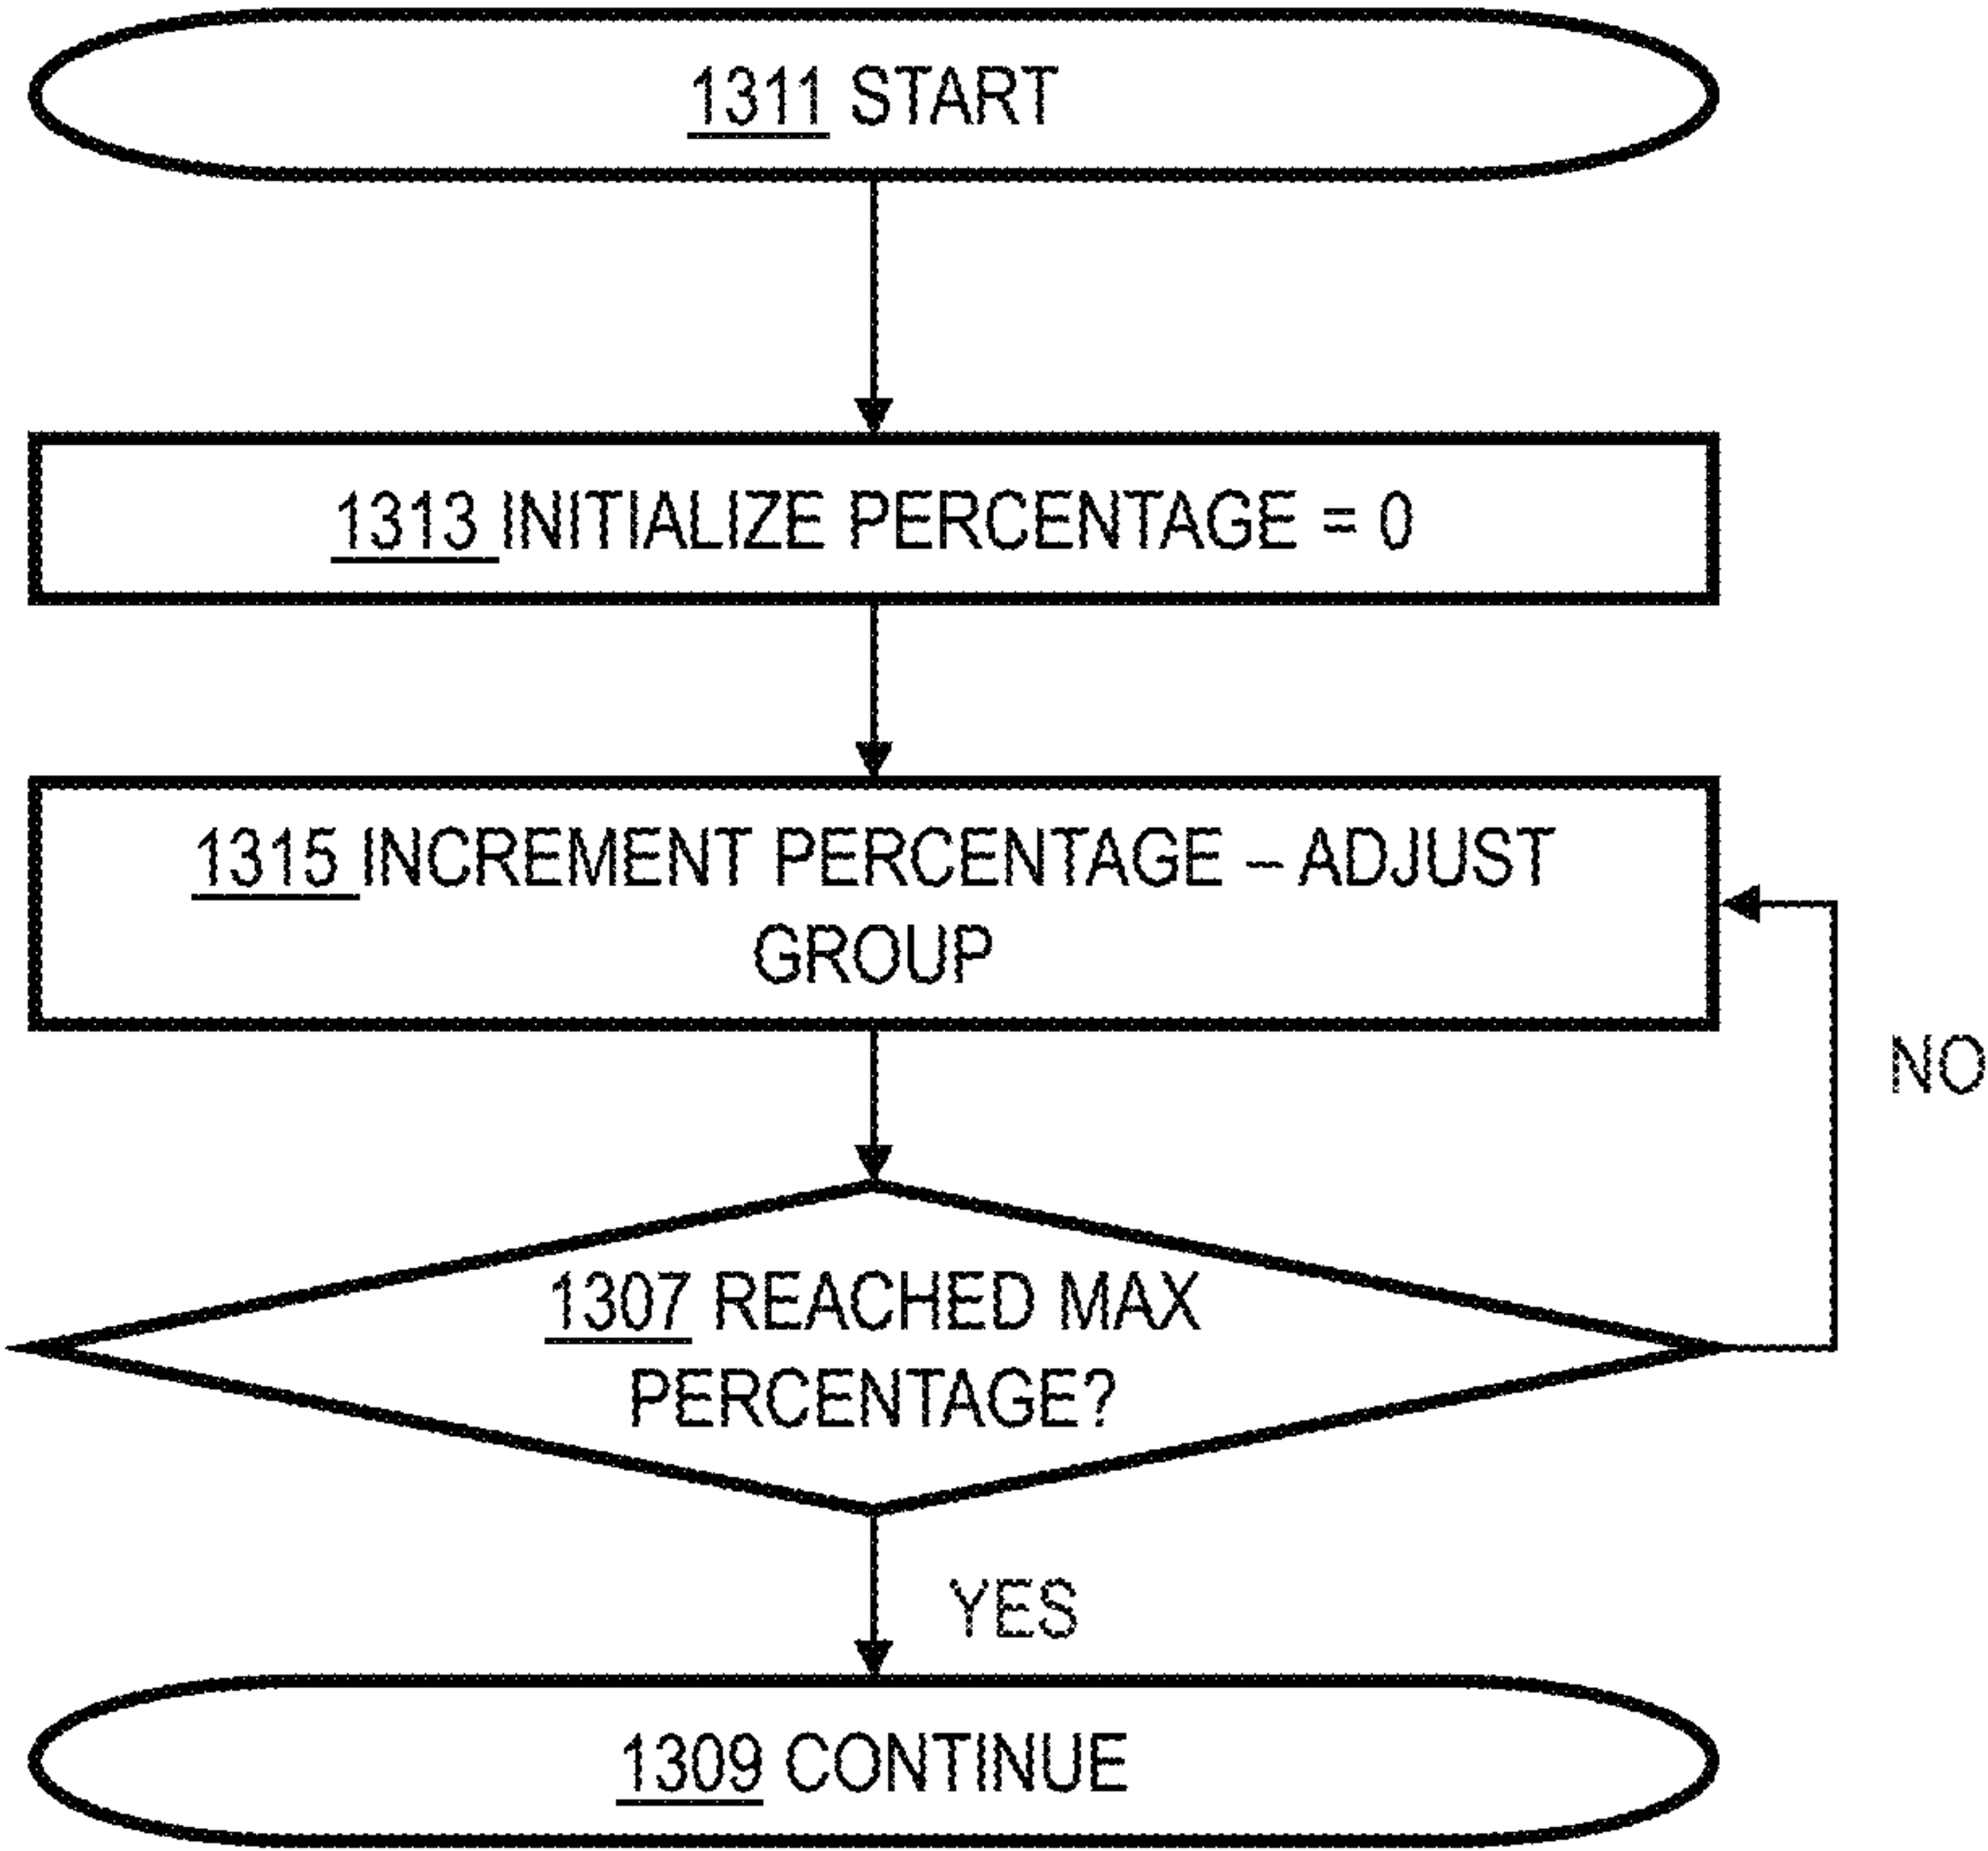 1311 START
1313 INITIALIZE PERCENTAGE = 0
1315 INCREMENT PERCENTAGE – ADJUST
GROUP
NO
1307 REACHED MAX
PERCENTAGE?
YES
1309 CONTINUE